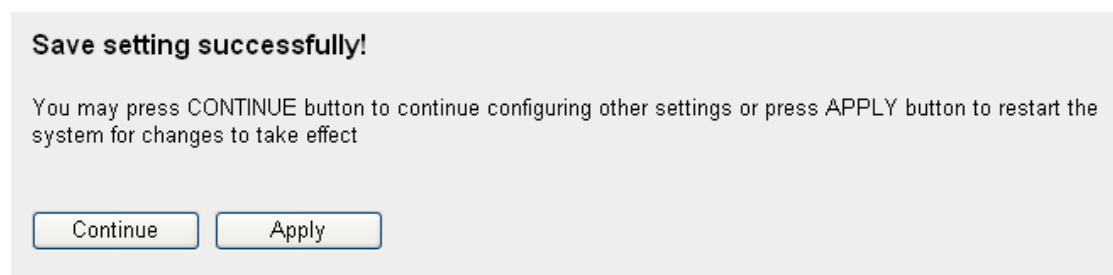 Save setting successfully!
You may press CONTINUE button to continue configuring other settings or press APPLY button to restart the
system for changes to take effect
Continue
Apply